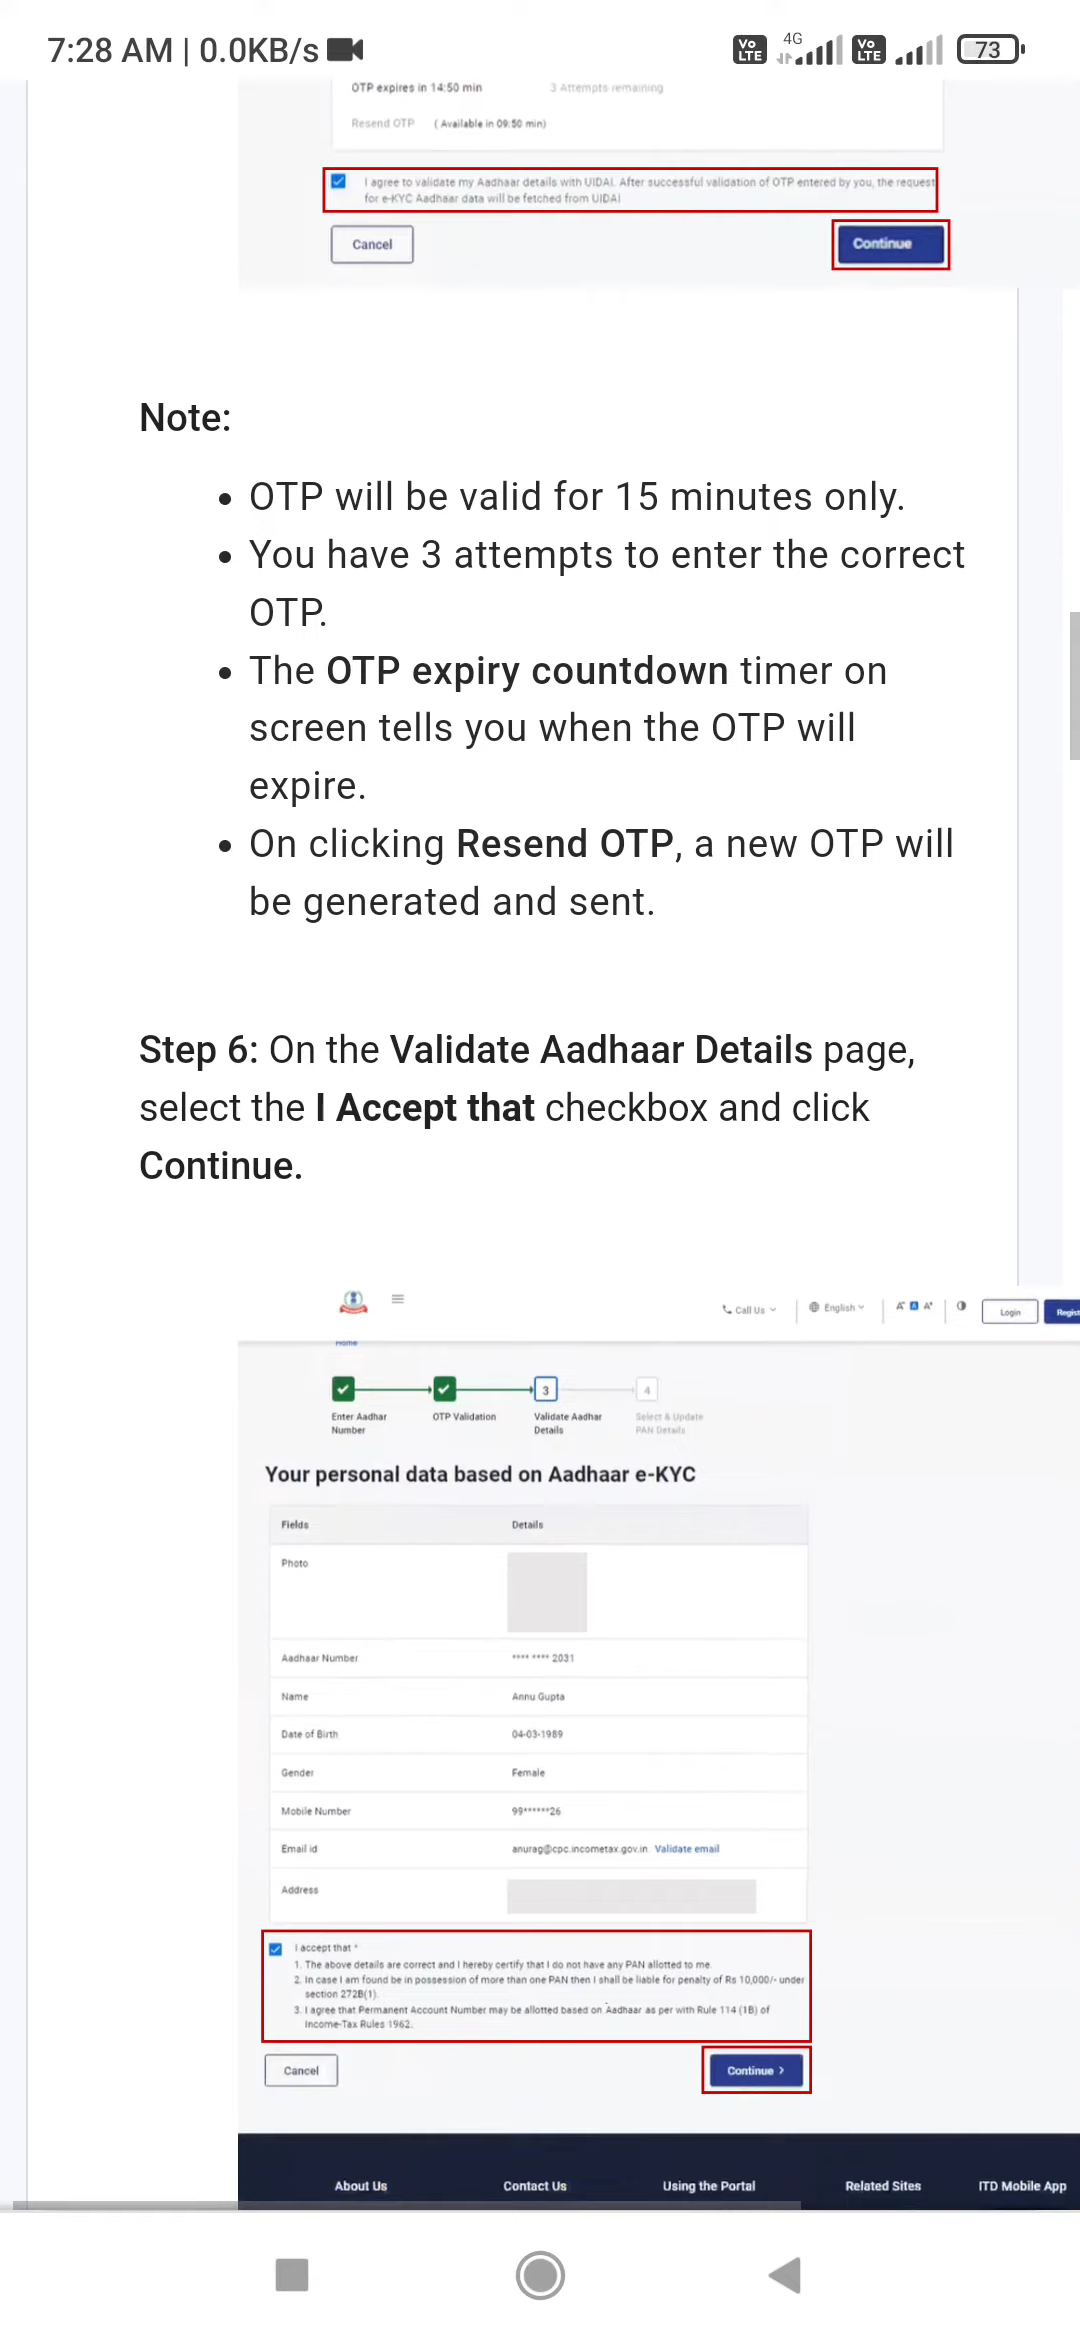 7:28 AM | 0.0KB/s
Vo LTE 4G Vo LTE 73
OTP expires in 14:50 min 3 Attempts remaining
Resend OTP ( Available in 09:50 min)
I agree to validate my Aadhaar details with UIDAI. After successful validation of OTP entered by you, the request
for e-KYC Aadhaar data will be fetched from UIDAI
Cancel Continue
Note:
• OTP will be valid for 15 minutes only.
• You have 3 attempts to enter the correct
OTP.
• The OTP expiry countdown timer on
screen tells you when the OTP will
expire.
• On clicking Resend OTP, a new OTP will
be generated and sent.
Step 6: On the Validate Aadhaar Details page,
select the I Accept that checkbox and click
Continue.
Call Us English A- A A+ Login Regist
Home
3 4
Enter Aadhar OTP Validation Validate Aadhar Select & Update
Number Details PAN Details
Your personal data based on Aadhaar e-KYC
Fields Details
Photo
Aadhaar Number **** **** 2031
Name Annu Gupta
Date of Birth 04-03-1989
Gender Female
Mobile Number 99******26
Email id anurag@cpc.incometax.gov.in Validate email
Address
I accept that *
1. The above details are correct and I hereby certify that I do not have any PAN allotted to me.
2. In case I am found be in possession of more than one PAN then I shall be liable for penalty of Rs 10,000/- under
section 272B(1).
3. I agree that Permanent Account Number may be allotted based on Aadhaar as per with Rule 114 (1B) of
Income-Tax Rules 1962.
Cancel Continue >
About Us Contact Us Using the Portal Related Sites ITD Mobile App